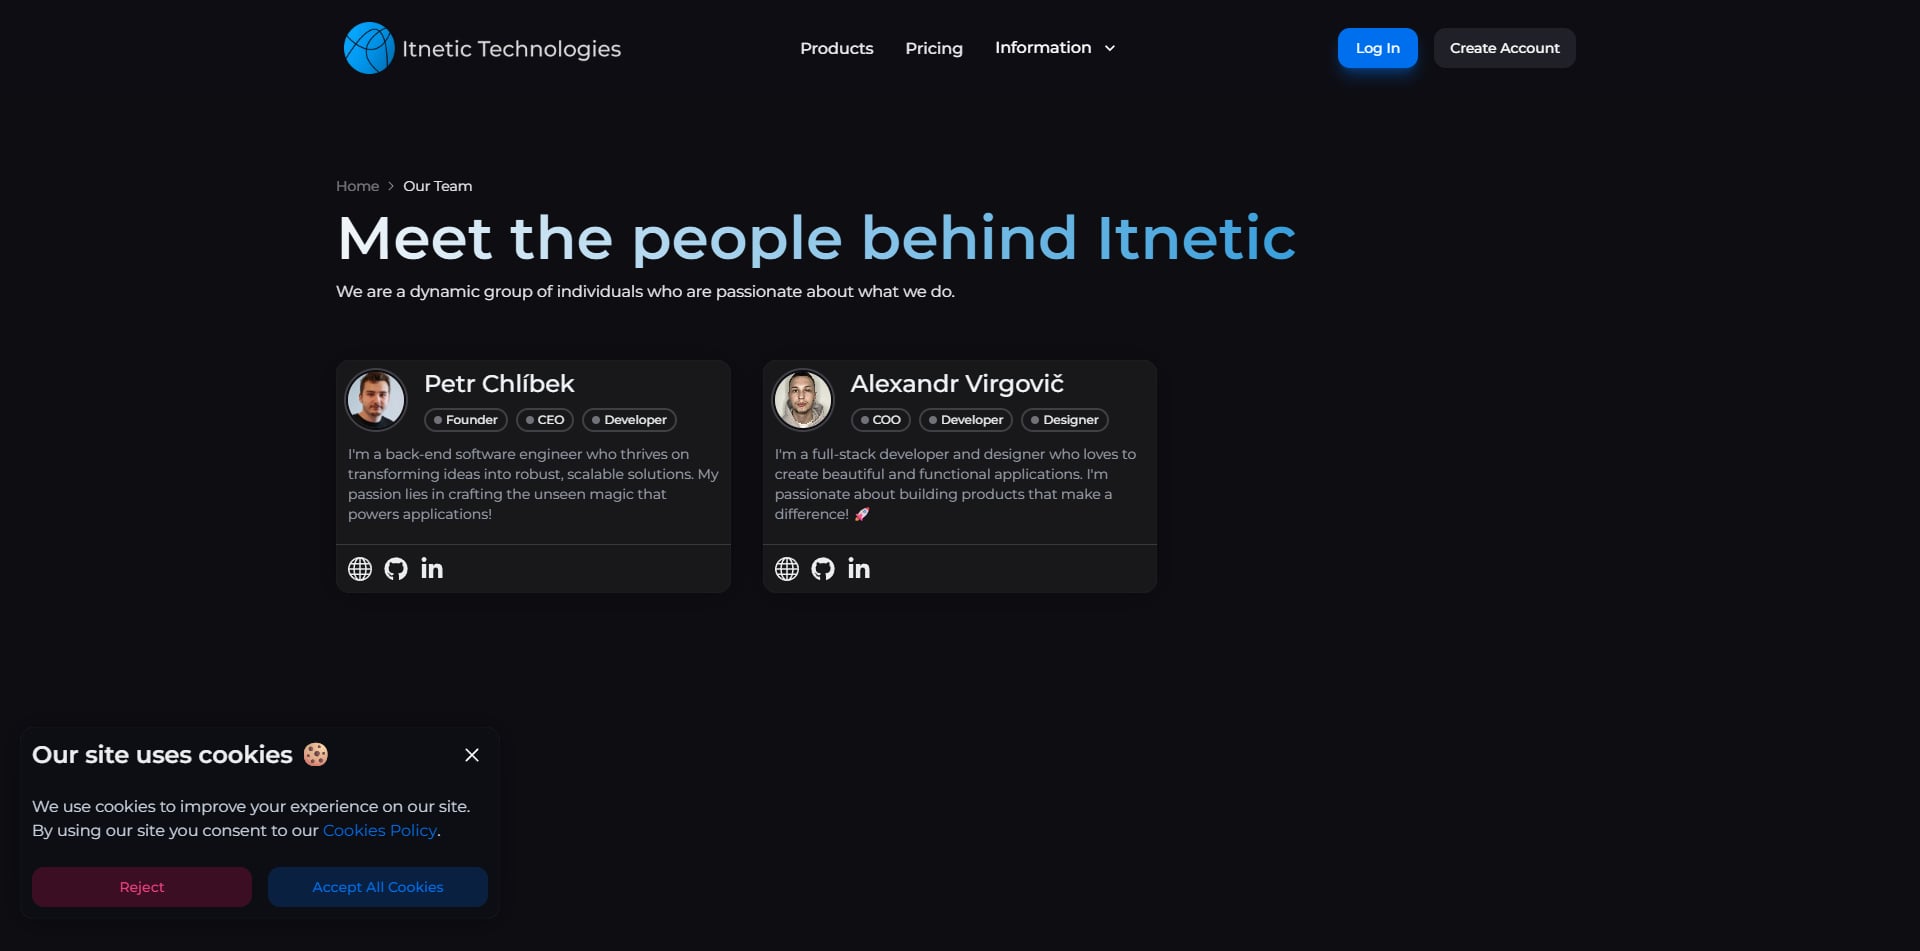 Itnetic Technologies
Products
Pricing
Information
Log In
Create Account
Home > Our Team
Meet the people behind Itnetic
We are a dynamic group of individuals who are passionate about what we do.
Petr Chlíbek
Founder
CEO
Developer
I'm a back-end software engineer who thrives on
transforming ideas into robust, scalable solutions. My
passion lies in crafting the unseen magic that
powers applications!
in
Alexandr Virgovič
COO
Developer
Designer
I'm a full-stack developer and designer who loves to
create beautiful and functional applications. I'm
passionate about building products that make a
difference! 🚀
in
Our site uses cookies 🍪
We use cookies to improve your experience on our site.
By using our site you consent to our Cookies Policy.
Reject
Accept All Cookies